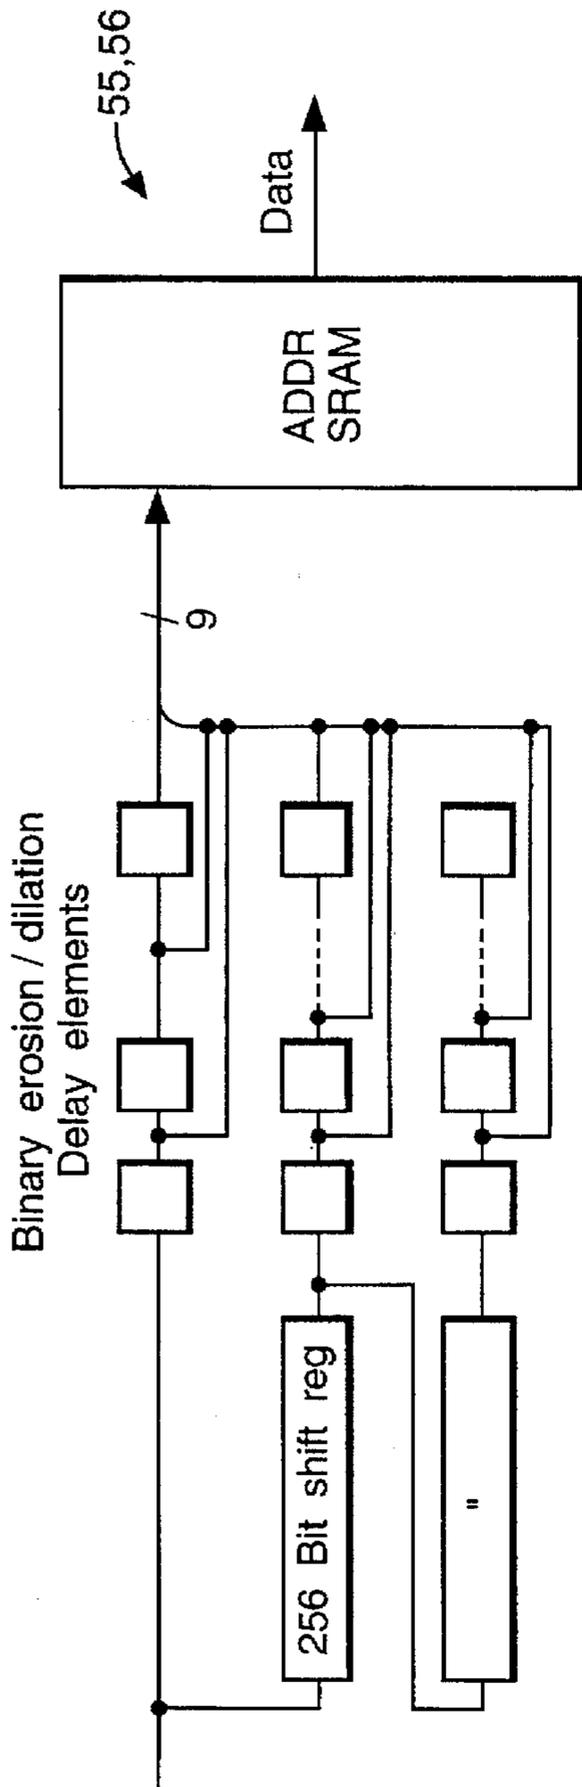 Binary erosion / dilation
Delay elements
55,56
9
ADDR
SRAM
Data
256 Bit shift reg
"